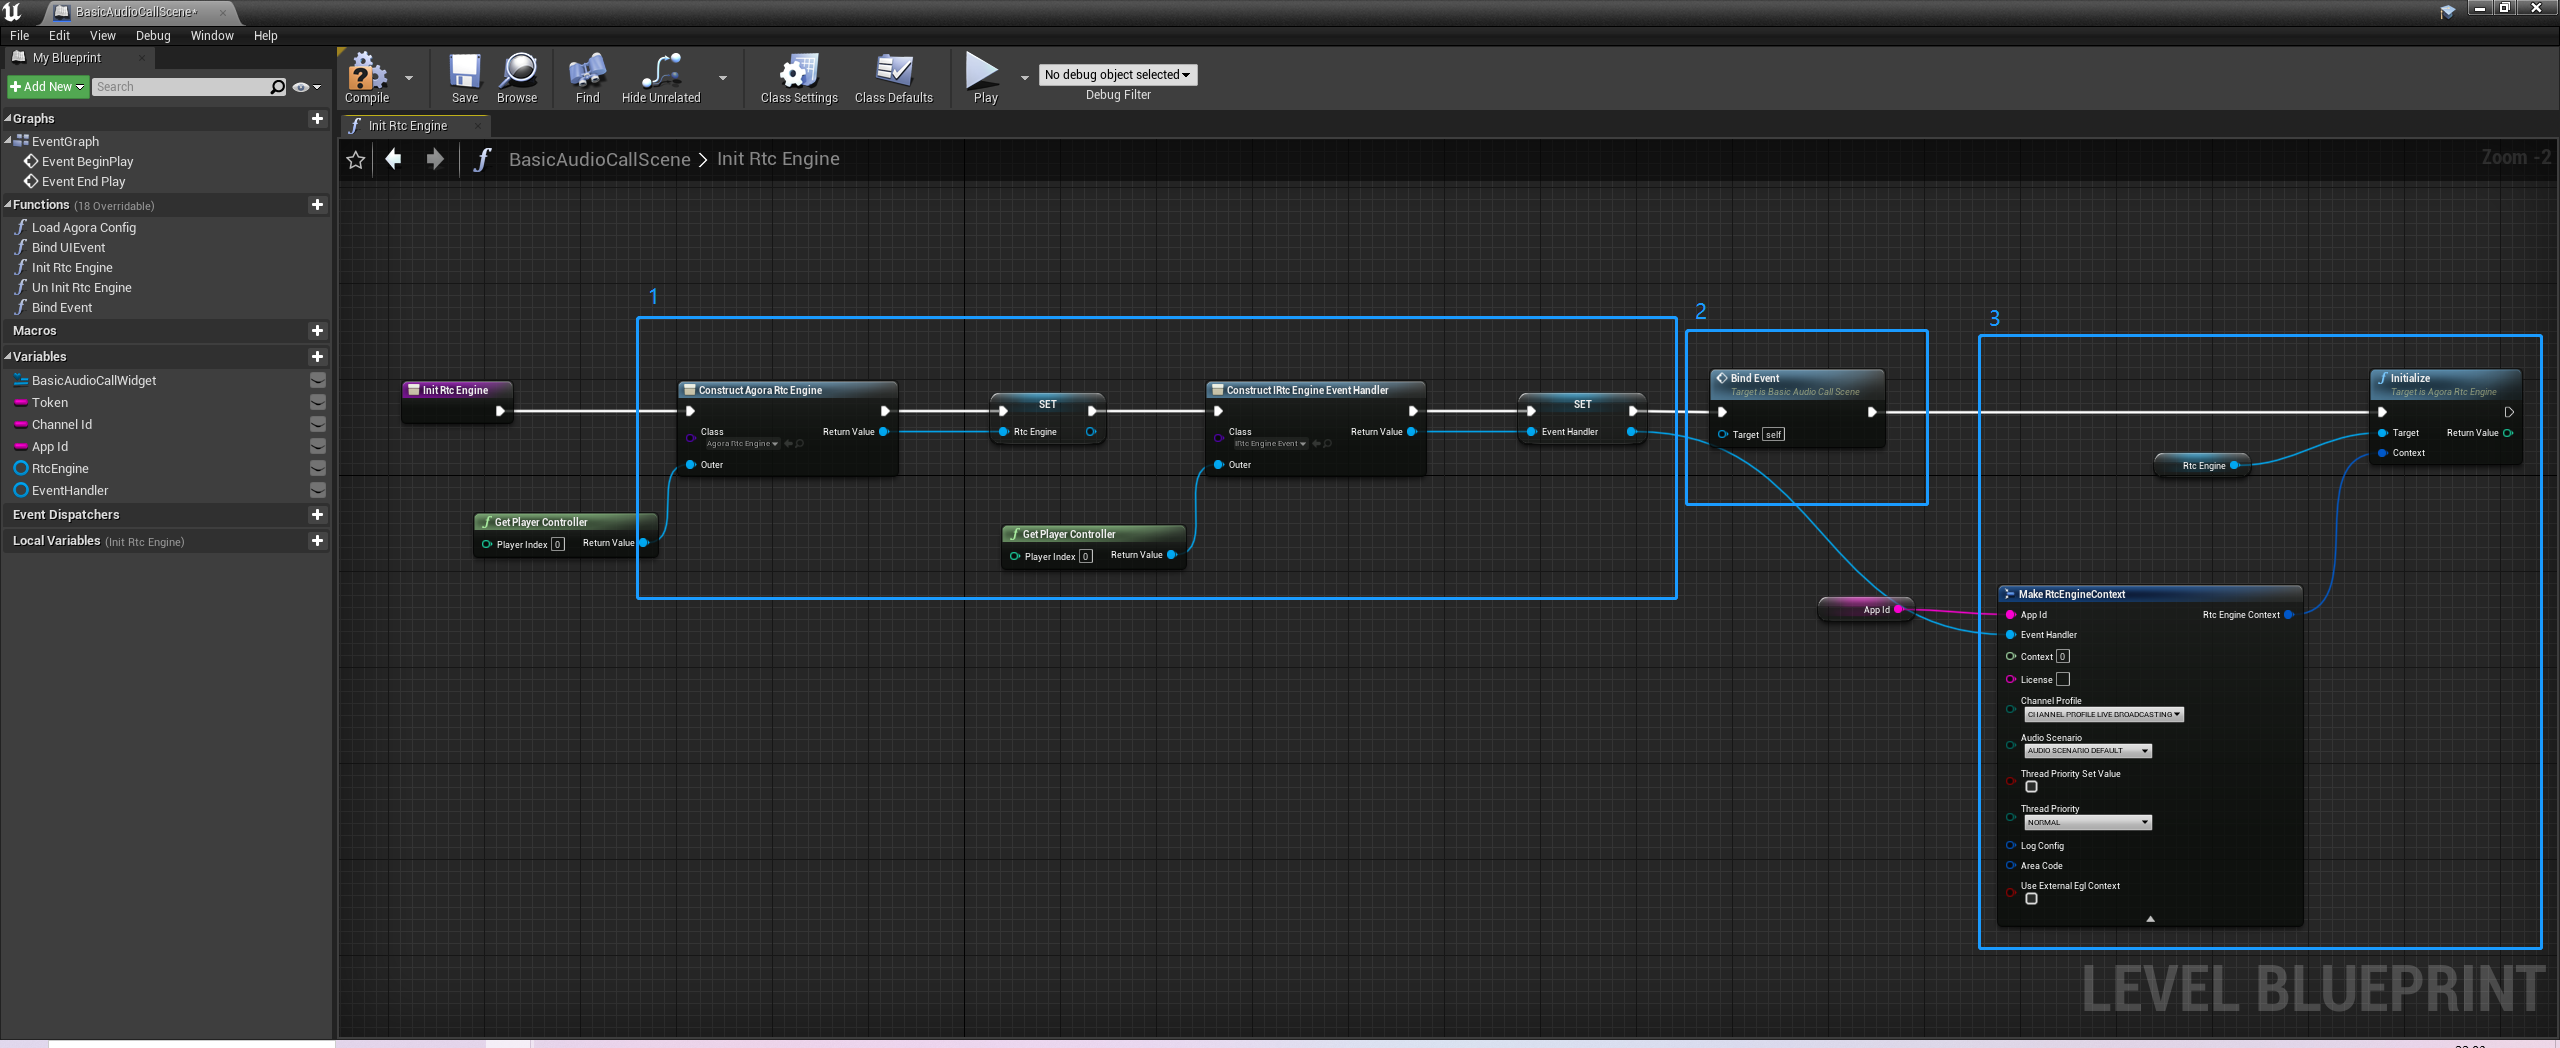 BasicAudioCallScene*
File Edit View Debug Window Help
My Blueprint
Add New
Search
Compile
Save
Browse
Find
Hide Unrelated
Class Settings
Class Defaults
Play
No debug object selected
Debug Filter
Graphs
EventGraph
Event BeginPlay
Event End Play
Functions (18 Overridable)
Load Agora Config
Bind UIEvent
Init Rtc Engine
Un Init Rtc Engine
Bind Event
Macros
Variables
BasicAudioCallWidget
Token
Channel Id
App Id
RtcEngine
EventHandler
Event Dispatchers
Local Variables (Init Rtc Engine)
Init Rtc Engine
BasicAudioCallScene > Init Rtc Engine
Zoom -2
1
2
3
Init Rtc Engine
Get Player Controller
Player Index 0
Return Value
Construct Agora Rtc Engine
Class
Agora Rtc Engine
Return Value
Outer
SET
Rtc Engine
Get Player Controller
Player Index 0
Return Value
Construct IRtc Engine Event Handler
Class
IRtc Engine Event
Return Value
Outer
SET
Event Handler
Bind Event
Target is Basic Audio Call Scene
Target self
App Id
Rtc Engine
Initialize
Target is Agora Rtc Engine
Target
Return Value
Context
Make RtcEngineContext
App Id
Rtc Engine Context
Event Handler
Context 0
License
Channel Profile
CHANNEL PROFILE LIVE BROADCASTING
Audio Scenario
AUDIO SCENARIO DEFAULT
Thread Priority Set Value
Thread Priority
NORMAL
Log Config
Area Code
Use External Egl Context
LEVEL BLUEPRINT